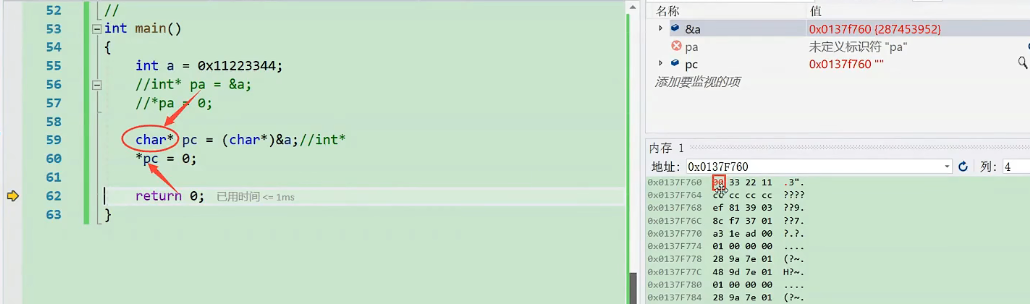 52 //
53 int main()
54 {
55 int a = 0x11223344;
56 //int* pa = &a;
57 //*pa = 0;
58
59 char* pc = (char*)&a;//int*
60 *pc = 0;
61
62 return 0; 已用时间 <= 1ms
63 }
名称 值
&a 0x0137f760 {287453952}
pa 未定义标识符 "pa"
pc 0x0137f760 ""
添加要监视的项
内存 1
地址: 0x0137F760 列: 4
0x0137F760 00 33 22 11 .3".
0x0137F764 cc cc cc cc ????
0x0137F768 ef 81 39 03 ??9.
0x0137F76C 8c f7 37 01 ??7.
0x0137F770 a3 1e ad 00 ?.?.
0x0137F774 01 00 00 00 ....
0x0137F778 28 9a 7e 01 (?~.
0x0137F77C 48 9d 7e 01 H?~.
0x0137F780 01 00 00 00 ....
0x0137F784 28 9a 7e 01 (?~.